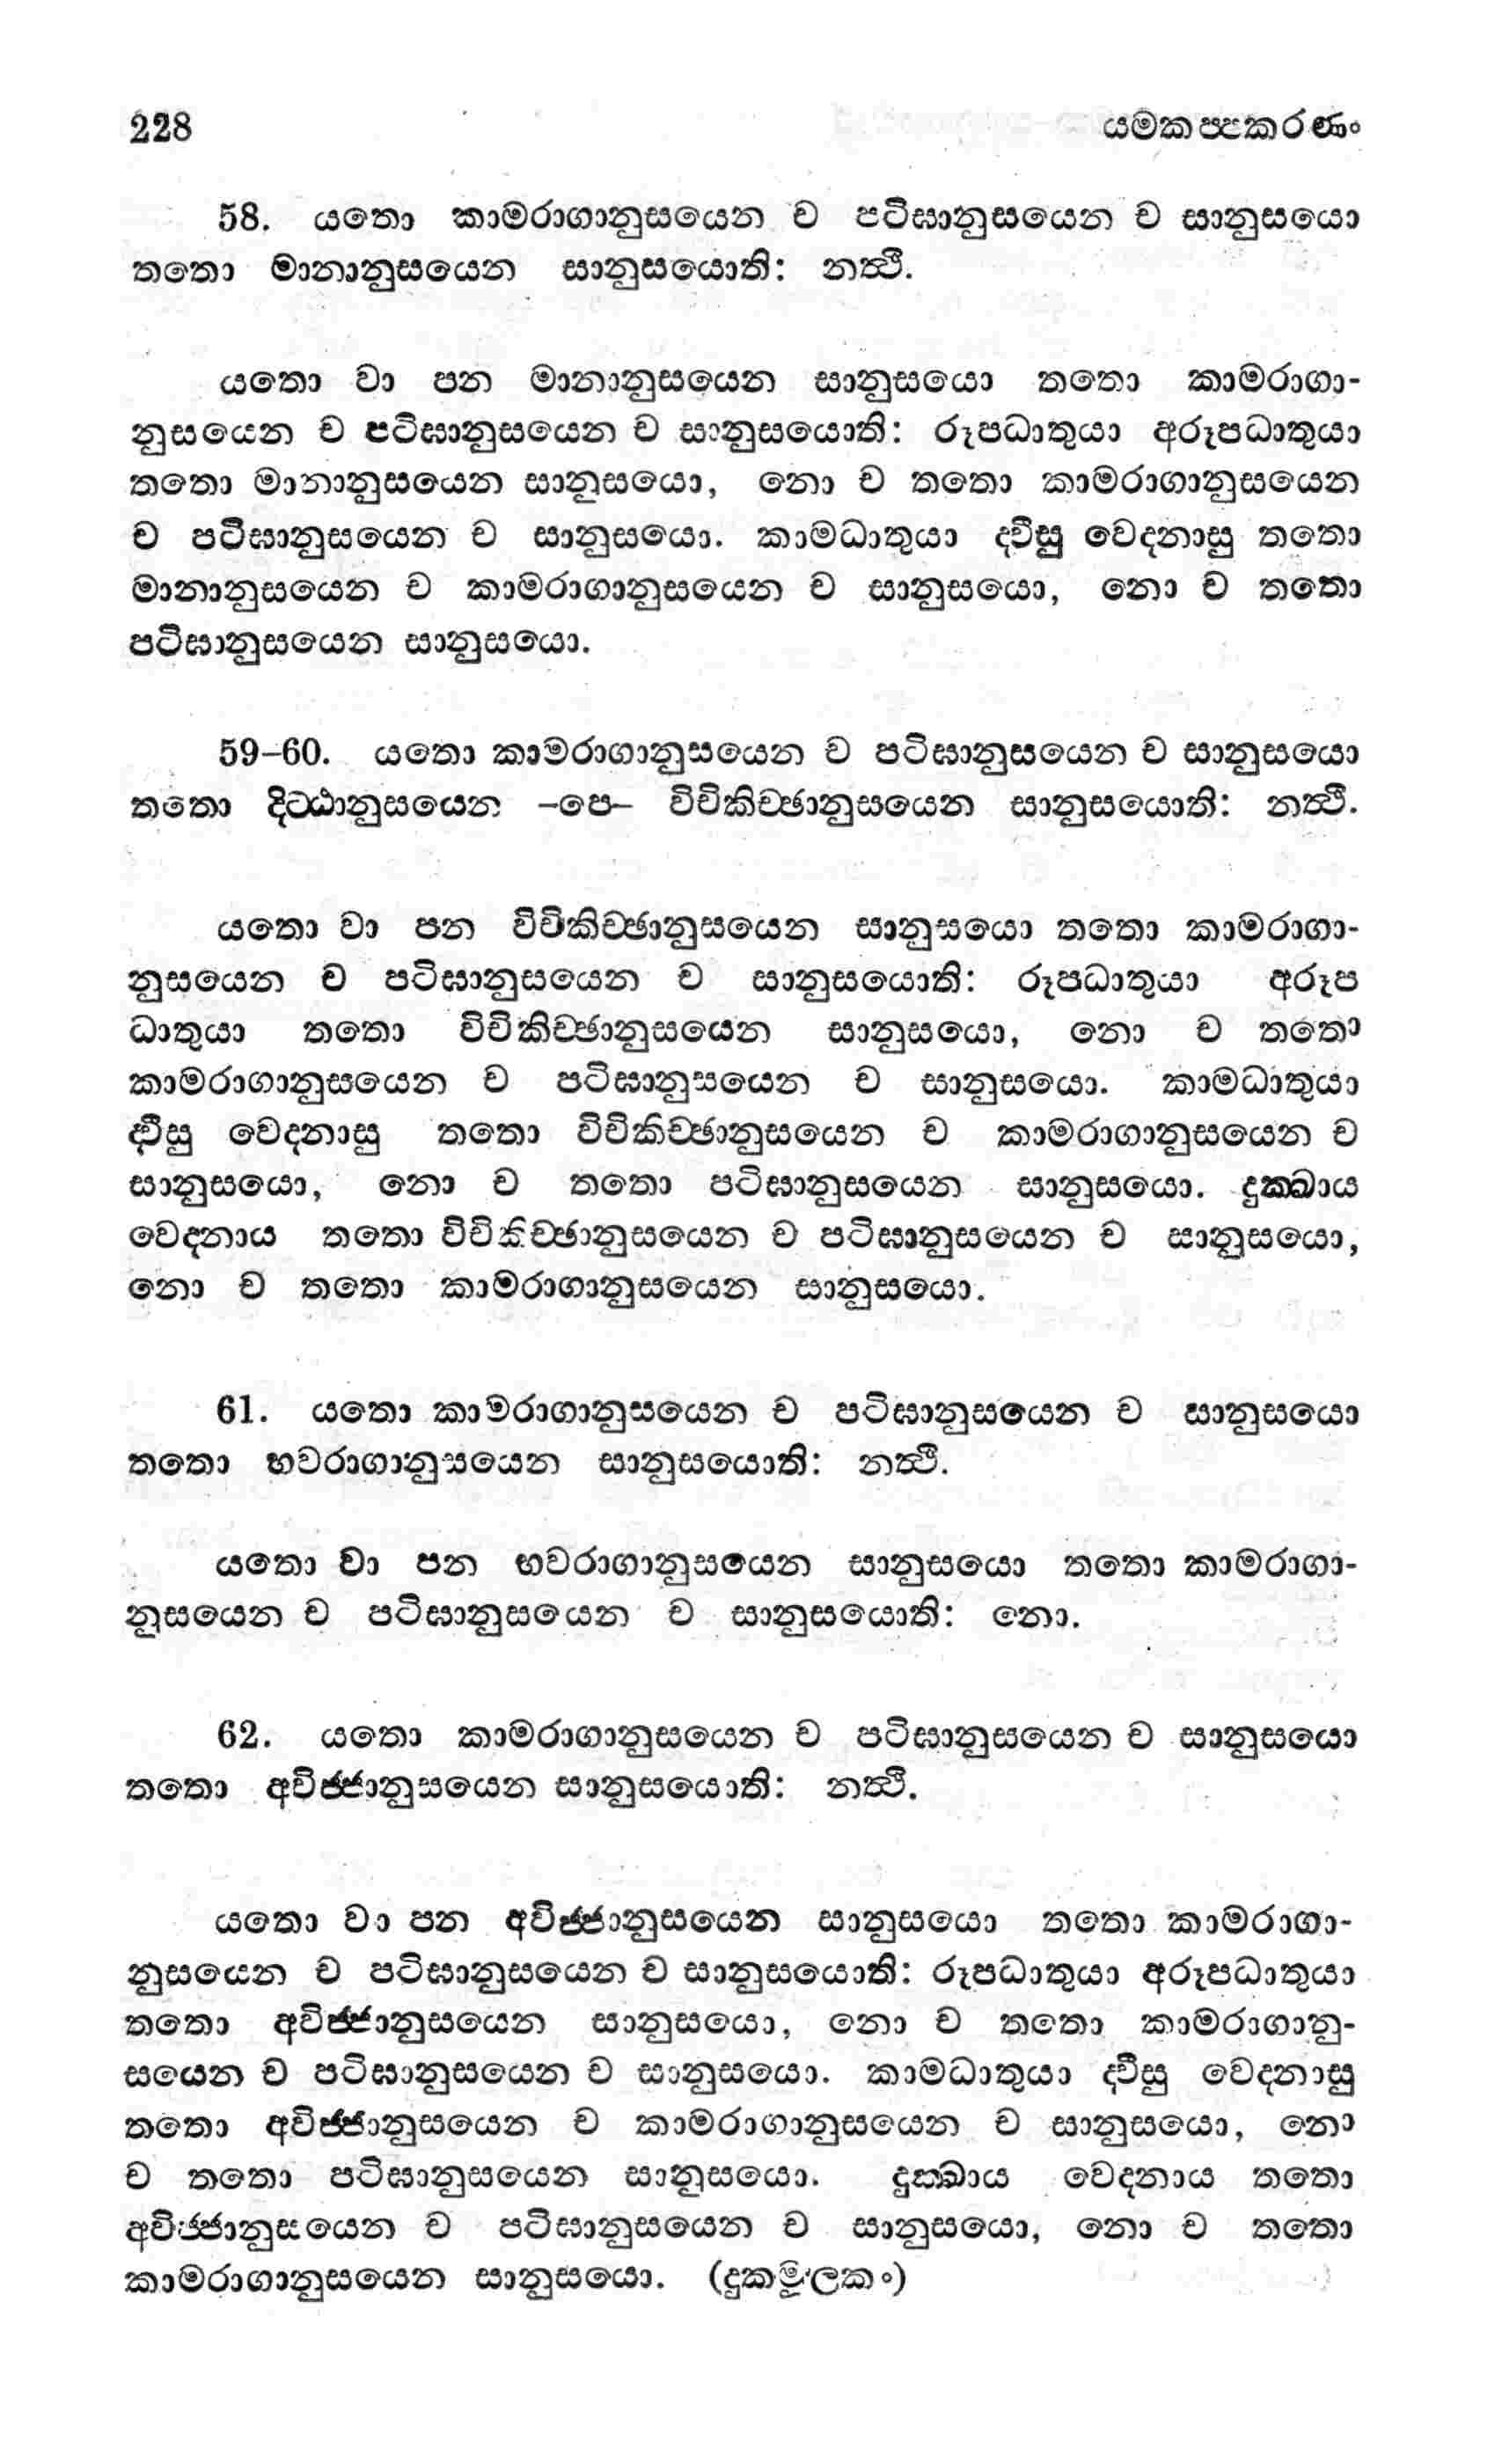 228 යමකප්පකරණං
58. යතො කාමරාගානුසයෙන ච පටිඝානුසයෙන ච සානුසයො
තතො මානානුසයෙන සානුසයොති: නත්‍ථි.
යතො වා පන මානානුසයෙන සානුසයො තතො කාමරාගා-
නුසයෙන ච පටිඝානුසයෙන ච සානුසයොති: රූපධාතුයා අරූපධාතුයා
තතො මානානුසයෙන සානුසයො, නො ච තතො කාමරාගානුසයෙන
ච පටිඝානුසයෙන ච සානුසයො. කාමධාතුයා ද්‍වීසු වෙදනාසු තතො
මානානුසයෙන ච කාමරාගානුසයෙන ච සානුසයො, නො ච තතො
පටිඝානුසයෙන සානුසයො.
59-60. යතො කාමරාගානුසයෙන ච පටිඝානුසයෙන ච සානුසයො
තතො දිට්ඨානුසයෙන -පෙ- විචිකිච්ඡානුසයෙන සානුසයොති: නත්‍ථි.
යතො වා පන විචිකිච්ඡානුසයෙන සානුසයො තතො කාමරාගා-
නුසයෙන ච පටිඝානුසයෙන ච සානුසයොති: රූපධාතුයා අරූප
ධාතුයා තතො විචිකිච්ඡානුසයෙන සානුසයො, නො ච තතො
කාමරාගානුසයෙන ච පටිඝානුසයෙන ච සානුසයො. කාමධාතුයා
ද්‍වීසු වෙදනාසු තතො විචිකිච්ඡානුසයෙන ච කාමරාගානුසයෙන ච
සානුසයො, නො ච තතො පටිඝානුසයෙන සානුසයො. දුක්ඛාය
වෙදනාය තතො විචිකිච්ඡානුසයෙන ච පටිඝානුසයෙන ච සානුසයො,
නො ච තතො කාමරාගානුසයෙන සානුසයො.
61. යතො කාමරාගානුසයෙන ච පටිඝානුසයෙන ච සානුසයො
තතො භවරාගානුසයෙන සානුසයොති: නත්‍ථි.
යතො වා පන භවරාගානුසයෙන සානුසයො තතො කාමරාගා-
නුසයෙන ච පටිඝානුසයෙන ච සානුසයොති: නො.
62. යතො කාමරාගානුසයෙන ච පටිඝානුසයෙන ච සානුසයො
තතො අවිජ්ජානුසයෙන සානුසයොති: නත්‍ථි.
යතො වා පන අවිජ්ජානුසයෙන සානුසයො තතො කාමරාගා-
නුසයෙන ච පටිඝානුසයෙන ච සානුසයොති: රූපධාතුයා අරූපධාතුයා
තතො අවිජ්ජානුසයෙන සානුසයො, නො ච තතො කාමරාගානු-
සයෙන ච පටිඝානුසයෙන ච සානුසයො. කාමධාතුයා ද්‍වීසු වෙදනාසු
තතො අවිජ්ජානුසයෙන ච කාමරාගානුසයෙන ච සානුසයො, නො
ච තතො පටිඝානුසයෙන සානුසයො. දුක්ඛාය වෙදනාය තතො
අවිජ්ජානුසයෙන ච පටිඝානුසයෙන ච සානුසයො, නො ච තතො
කාමරාගානුසයෙන සානුසයො. (දුකමූලකං)